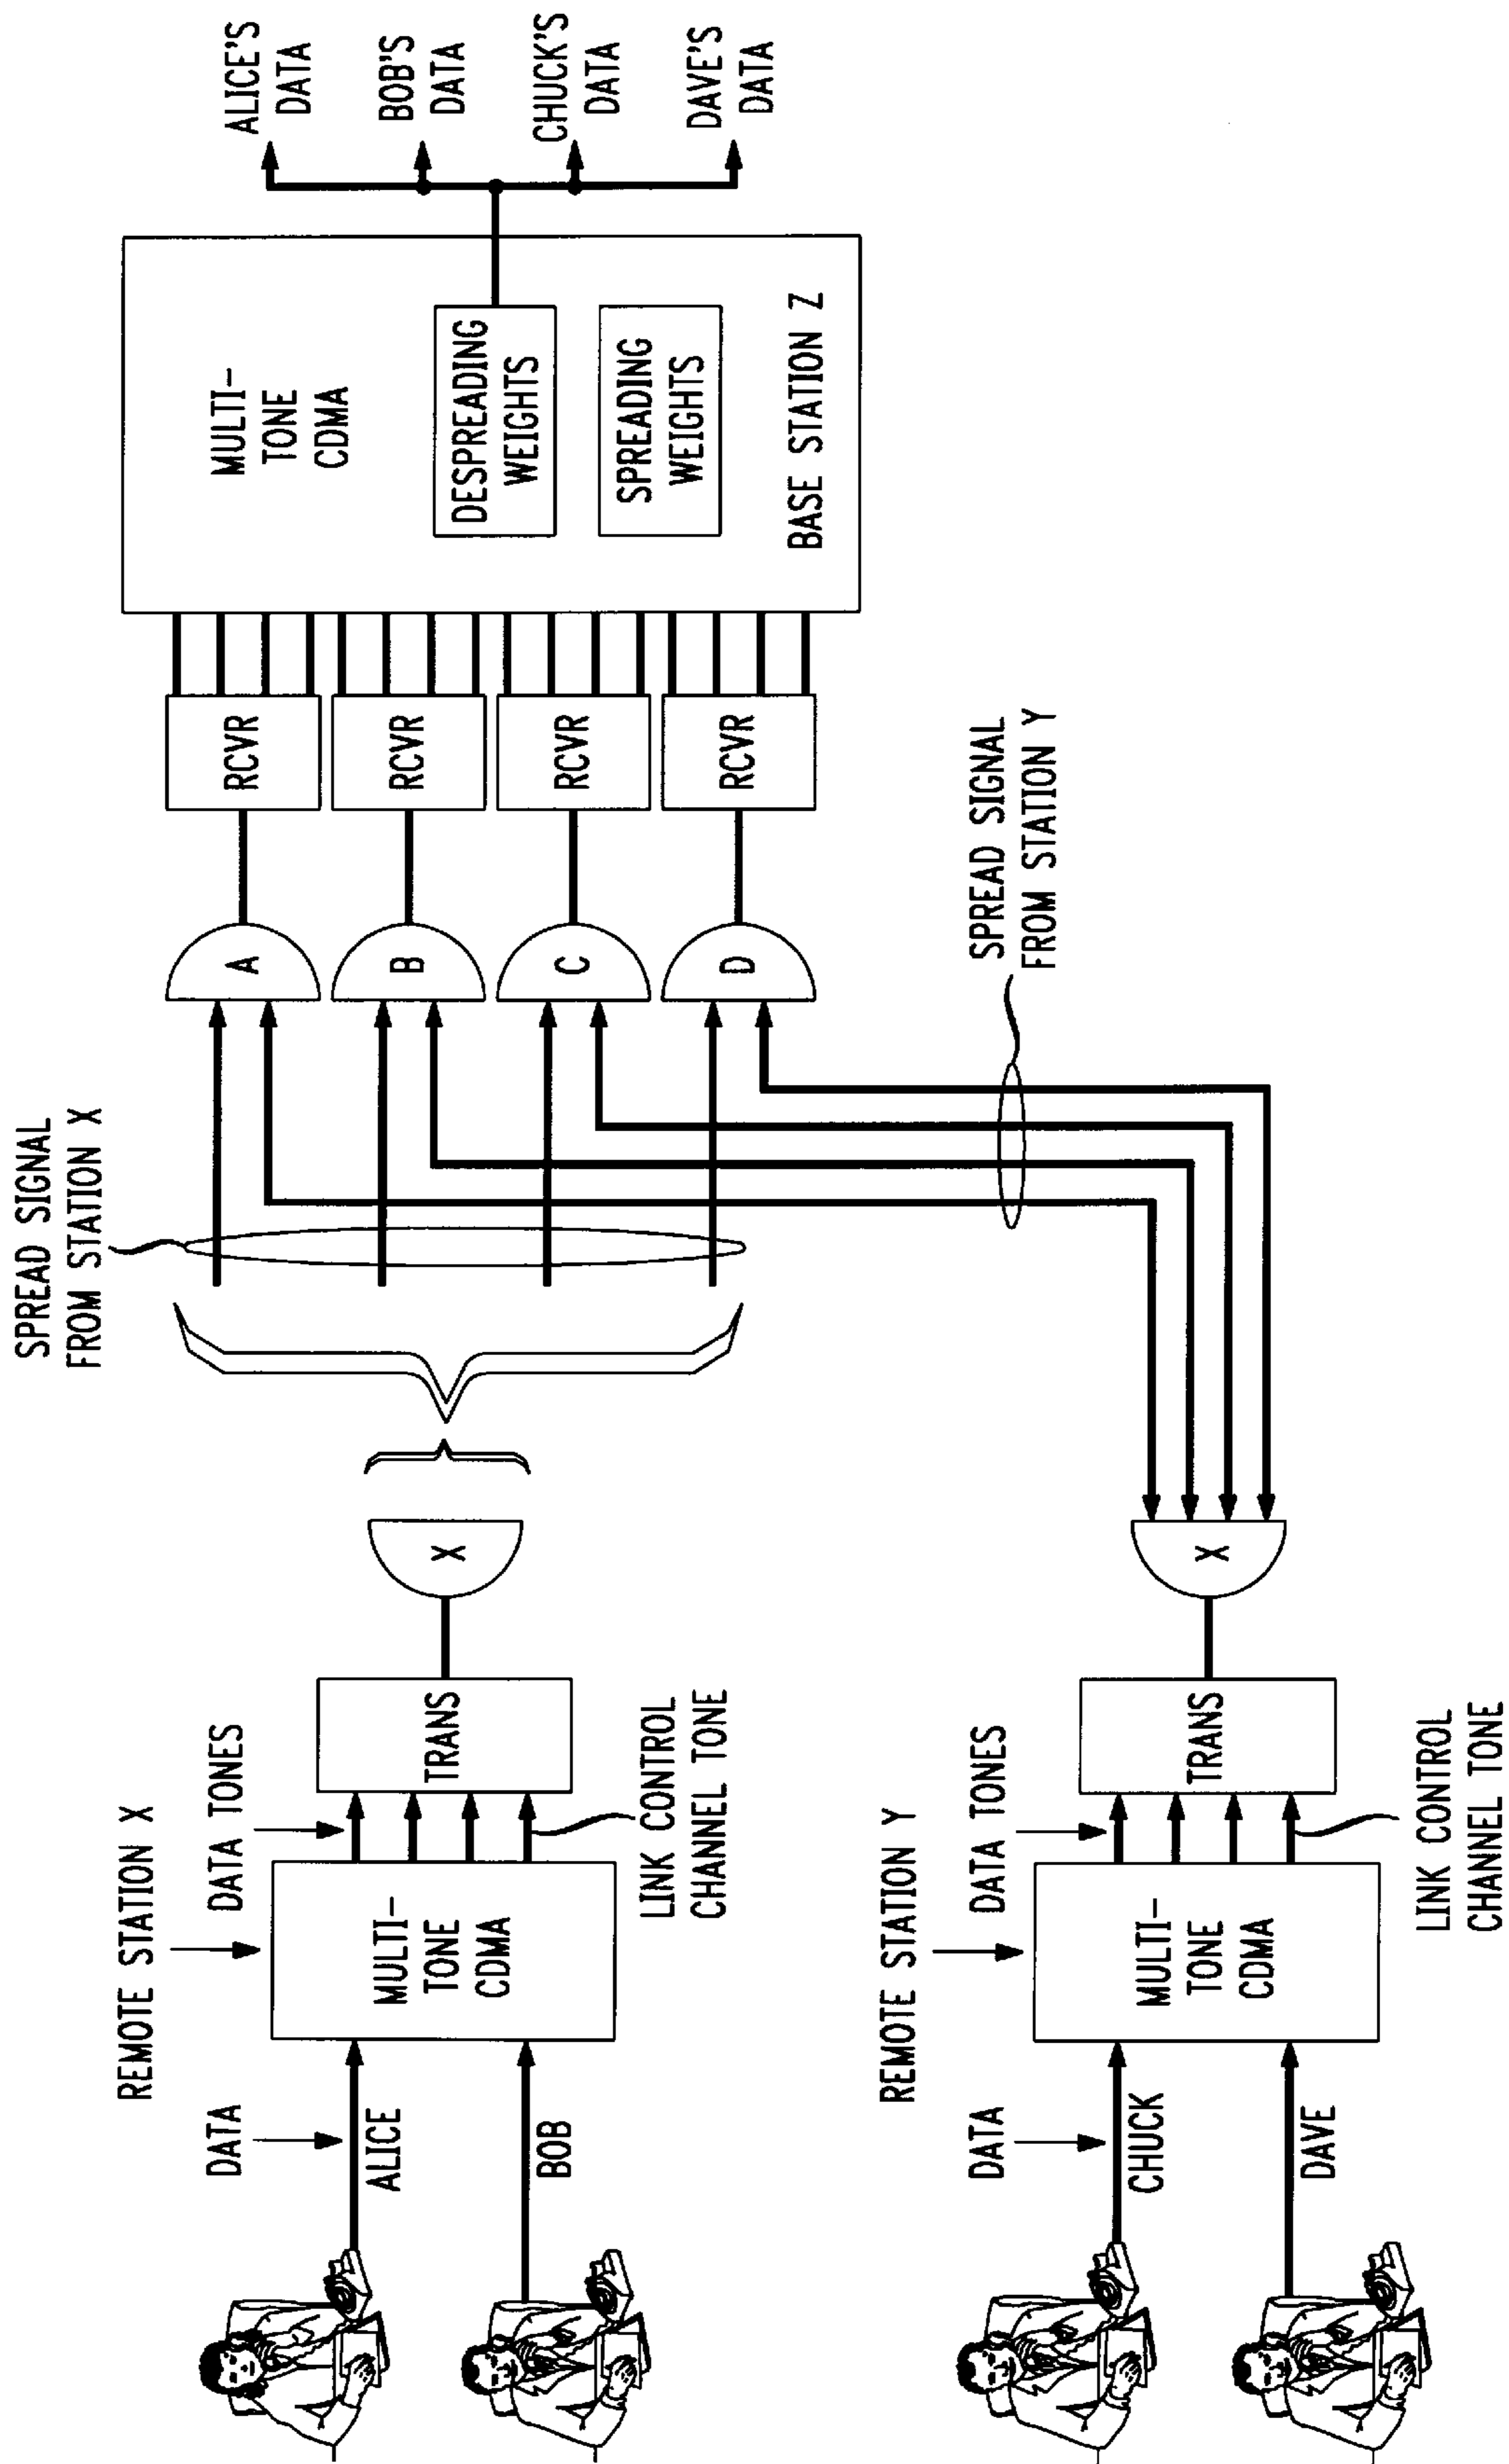 REMOTE STATION X
DATA
ALICE
BOB
MULTI-
TONE
CDMA
DATA TONES
TRANS
LINK CONTROL
CHANNEL TONE
X
SPREAD SIGNAL
FROM STATION X
A
B
C
D
RCVR
RCVR
RCVR
RCVR
MULTI-
TONE
CDMA
DESPREADING
WEIGHTS
SPREADING
WEIGHTS
BASE STATION Z
ALICE'S
DATA
BOB'S
DATA
CHUCK'S
DATA
DAVE'S
DATA
REMOTE STATION Y
DATA
CHUCK
DAVE
MULTI-
TONE
CDMA
DATA TONES
TRANS
LINK CONTROL
CHANNEL TONE
X
SPREAD SIGNAL
FROM STATION Y